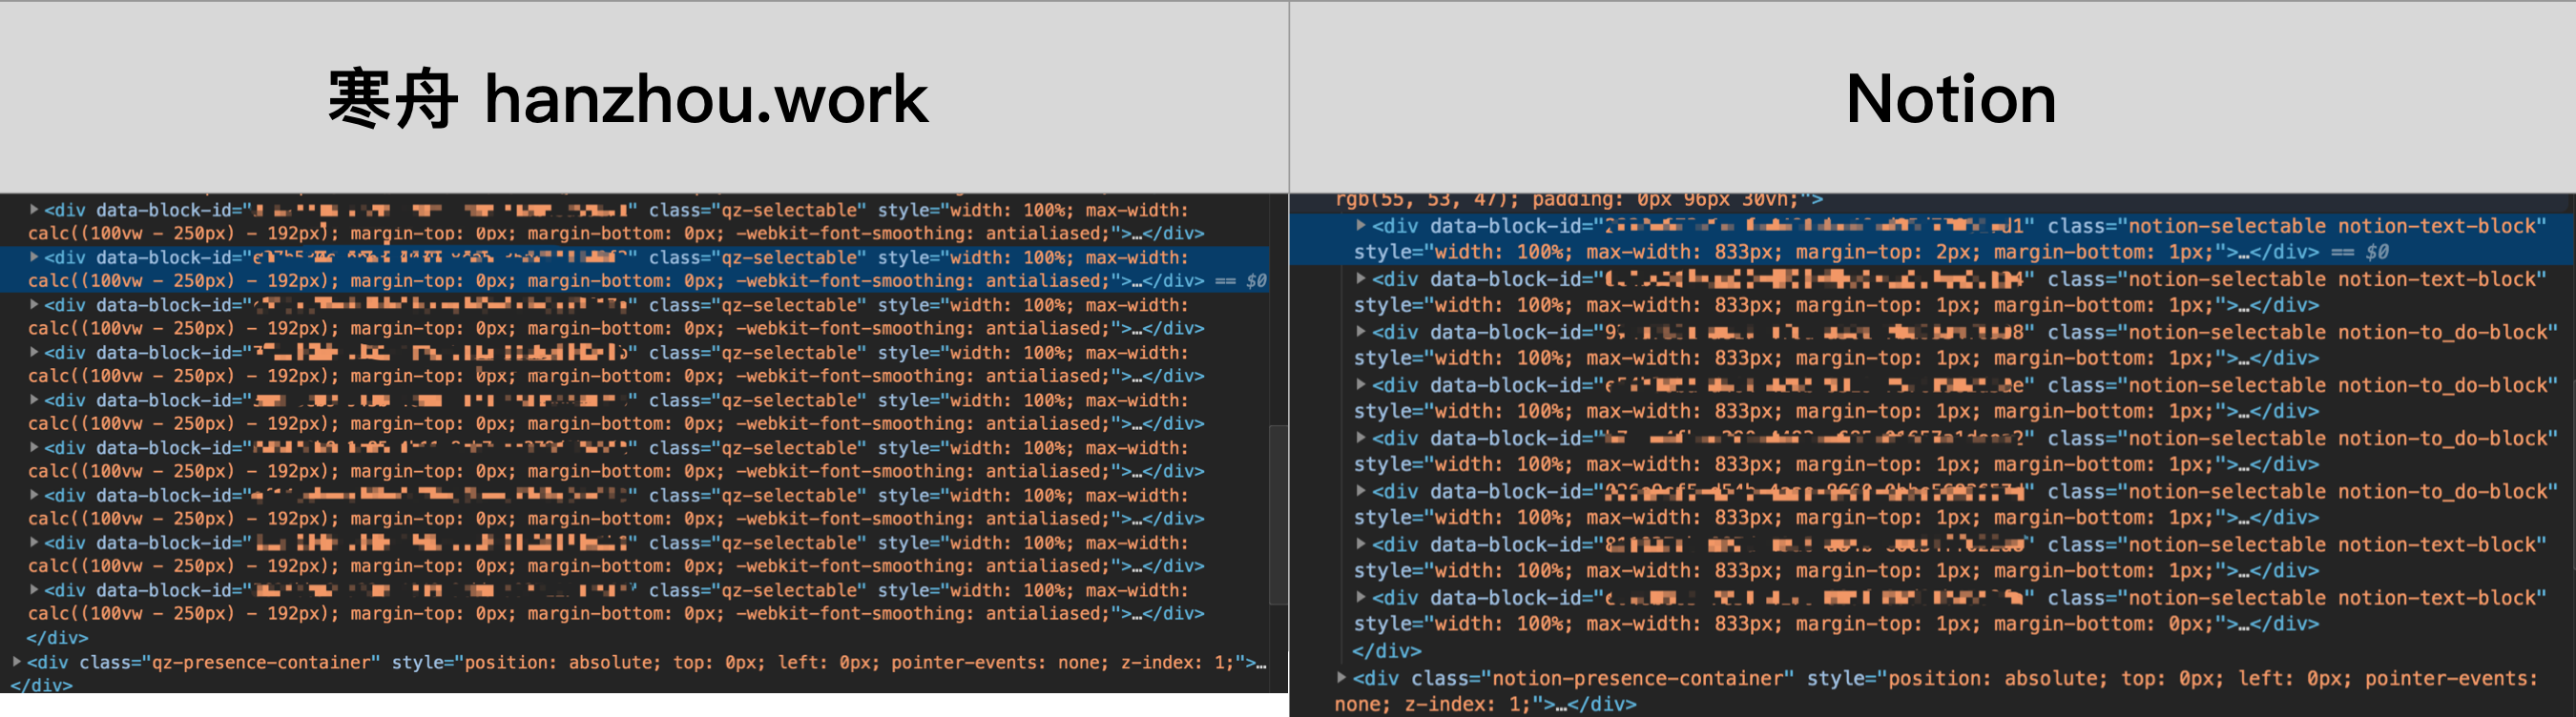 寒舟 hanzhou.work
<div data-block-id=" " class="qz-selectable" style="width: 100%; max-width:
calc((100vw - 250px) - 192px); margin-top: 0px; margin-bottom: 0px; -webkit-font-smoothing: antialiased;">…</div>
<div data-block-id=" " class="qz-selectable" style="width: 100%; max-width:
calc((100vw - 250px) - 192px); margin-top: 0px; margin-bottom: 0px; -webkit-font-smoothing: antialiased;">…</div> == $0
<div data-block-id=" " class="qz-selectable" style="width: 100%; max-width:
calc((100vw - 250px) - 192px); margin-top: 0px; margin-bottom: 0px; -webkit-font-smoothing: antialiased;">…</div>
<div data-block-id=" " class="qz-selectable" style="width: 100%; max-width:
calc((100vw - 250px) - 192px); margin-top: 0px; margin-bottom: 0px; -webkit-font-smoothing: antialiased;">…</div>
<div data-block-id=" " class="qz-selectable" style="width: 100%; max-width:
calc((100vw - 250px) - 192px); margin-top: 0px; margin-bottom: 0px; -webkit-font-smoothing: antialiased;">…</div>
<div data-block-id=" " class="qz-selectable" style="width: 100%; max-width:
calc((100vw - 250px) - 192px); margin-top: 0px; margin-bottom: 0px; -webkit-font-smoothing: antialiased;">…</div>
<div data-block-id=" " class="qz-selectable" style="width: 100%; max-width:
calc((100vw - 250px) - 192px); margin-top: 0px; margin-bottom: 0px; -webkit-font-smoothing: antialiased;">…</div>
<div data-block-id=" " class="qz-selectable" style="width: 100%; max-width:
calc((100vw - 250px) - 192px); margin-top: 0px; margin-bottom: 0px; -webkit-font-smoothing: antialiased;">…</div>
<div data-block-id=" " class="qz-selectable" style="width: 100%; max-width:
calc((100vw - 250px) - 192px); margin-top: 0px; margin-bottom: 0px; -webkit-font-smoothing: antialiased;">…</div>
</div>
<div class="qz-presence-container" style="position: absolute; top: 0px; left: 0px; pointer-events: none; z-index: 1;">…
</div>
Notion
rgb(55, 53, 47); padding: 0px 96px 30vh;">
<div data-block-id=" " class="notion-selectable notion-text-block"
style="width: 100%; max-width: 833px; margin-top: 2px; margin-bottom: 1px;">…</div> == $0
<div data-block-id=" " class="notion-selectable notion-text-block"
style="width: 100%; max-width: 833px; margin-top: 1px; margin-bottom: 1px;">…</div>
<div data-block-id=" " class="notion-selectable notion-to_do-block"
style="width: 100%; max-width: 833px; margin-top: 1px; margin-bottom: 1px;">…</div>
<div data-block-id=" " class="notion-selectable notion-to_do-block"
style="width: 100%; max-width: 833px; margin-top: 1px; margin-bottom: 1px;">…</div>
<div data-block-id=" " class="notion-selectable notion-to_do-block"
style="width: 100%; max-width: 833px; margin-top: 1px; margin-bottom: 1px;">…</div>
<div data-block-id=" " class="notion-selectable notion-to_do-block"
style="width: 100%; max-width: 833px; margin-top: 1px; margin-bottom: 1px;">…</div>
<div data-block-id=" " class="notion-selectable notion-text-block"
style="width: 100%; max-width: 833px; margin-top: 1px; margin-bottom: 1px;">…</div>
<div data-block-id=" " class="notion-selectable notion-text-block"
style="width: 100%; max-width: 833px; margin-top: 1px; margin-bottom: 0px;">…</div>
</div>
<div class="notion-presence-container" style="position: absolute; top: 0px; left: 0px; pointer-events:
none; z-index: 1;">…</div>